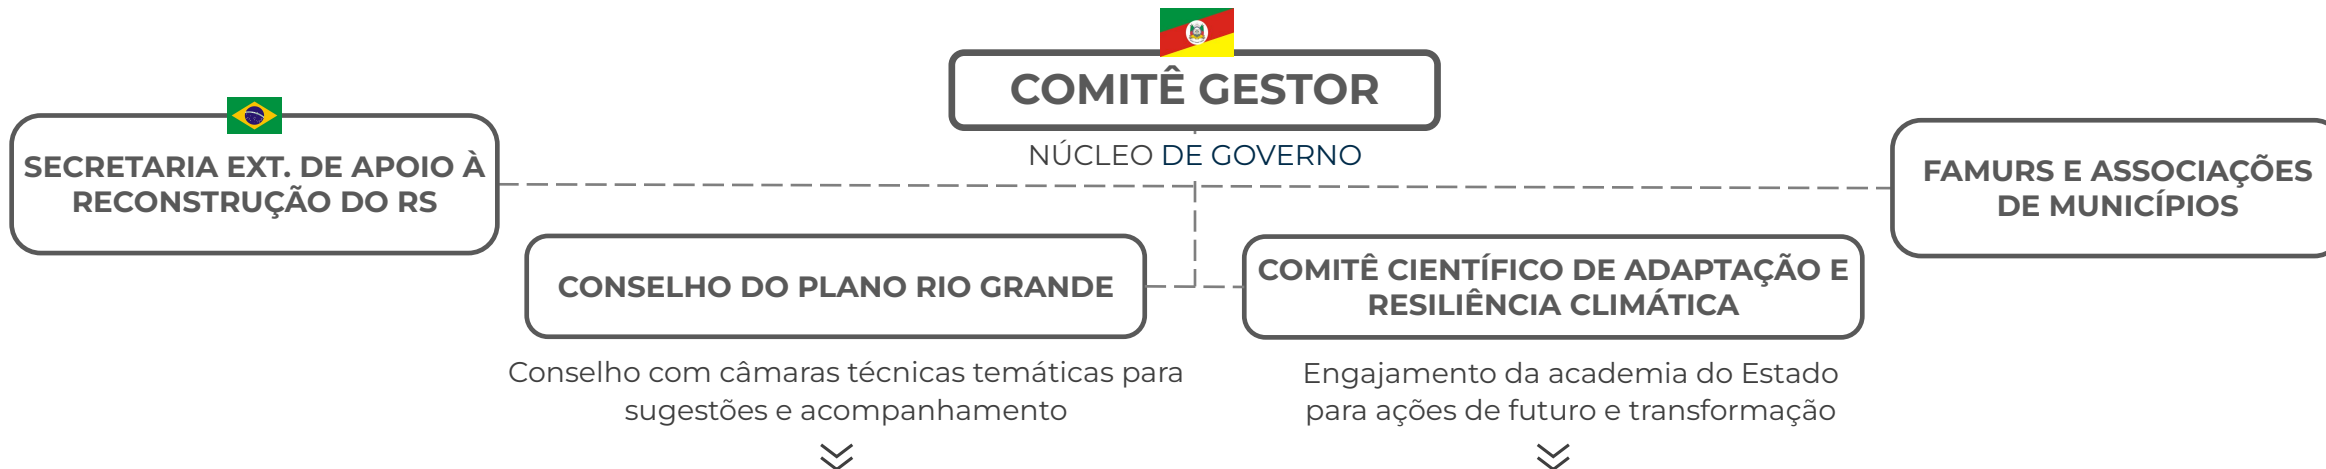 COMITÊ GESTOR
NÚCLEO DE GOVERNO
SECRETARIA EXT. DE APOIO À
RECONSTRUÇÃO DO RS
FAMURS E ASSOCIAÇÕES
DE MUNICÍPIOS
CONSELHO DO PLANO RIO GRANDE
Conselho com câmaras técnicas temáticas para
sugestões e acompanhamento
COMITÊ CIENTÍFICO DE ADAPTAÇÃO E
RESILIÊNCIA CLIMÁTICA
Engajamento da academia do Estado
para ações de futuro e transformação